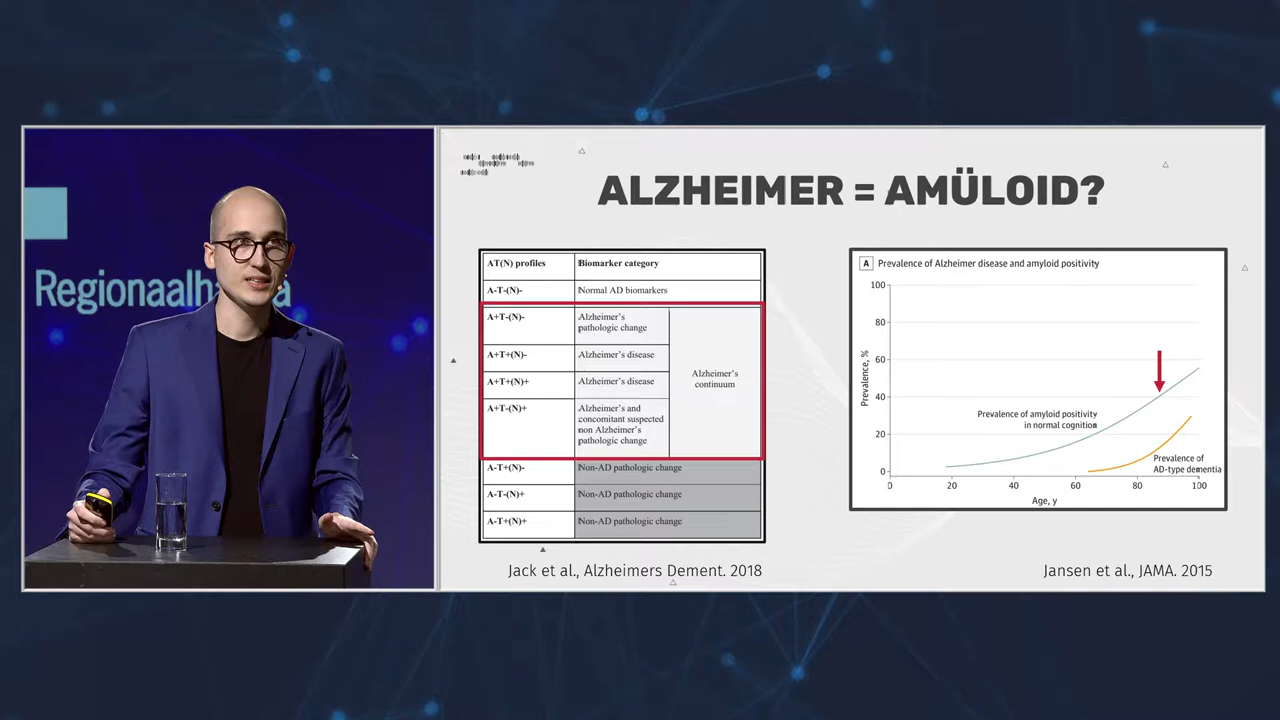 Regionaalha
ALZHEIMER = AMÜLOID?
AT(N) profiles
Biomarker category
A-T-(N)-
Normal AD biomarkers
A+T-(N)-
Alzheimer's
pathologic change
A+T+(N)-
Alzheimer's disease
A+T+(N)+
Alzheimer's disease
A+T-(N)+
Alzheimer's and
concomitant suspected
non Alzheimer's
pathologic change
Alzheimer's
continuum
A-T+(N)-
Non-AD pathologic change
A-T-(N)+
Non-AD pathologic change
A-T+(N)+
Non-AD pathologic change
Jack et al., Alzheimers Dement. 2018
A Prevalence of Alzheimer disease and amyloid positivity
100
80
60
40
20
0
Prevalence, %
Prevalence of amyloid positivity
in normal cognition
Prevalence of
AD-type dementia
0 20 40 60 80 100
Age, y
Jansen et al., JAMA. 2015